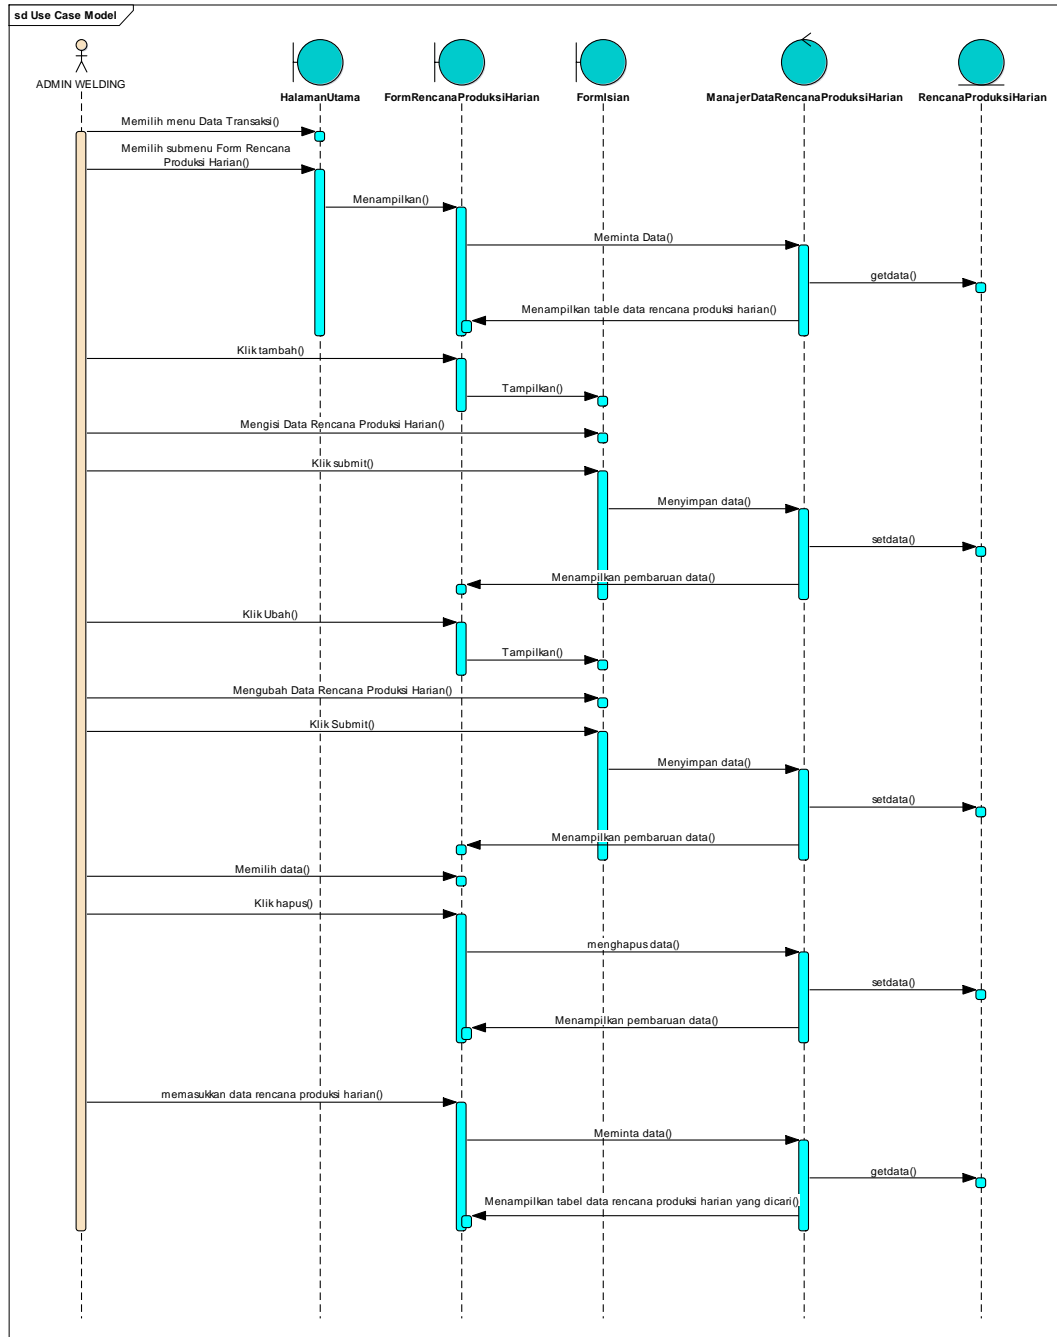 sd Use Case Model
ADMIN WELDING
HalamanUtama
FormRencanaProduksiHarian
FormIsian
ManajerDataRencanaProduksiHarian
RencanaProduksiHarian
Memilih menu Data Transaksi()
Memilih submenu Form Rencana
Produksi Harian()
Menampilkan()
Meminta Data()
getdata()
Menampilkan table data rencana produksi harian()
Klik tambah()
Tampilkan()
Mengisi Data Rencana Produksi Harian()
Klik submit()
Menyimpan data()
setdata()
Menampilkan pembaruan data()
Klik Ubah()
Tampilkan()
Mengubah Data Rencana Produksi Harian()
Klik Submit()
Menyimpan data()
setdata()
Menampilkan pembaruan data()
Memilih data()
Klik hapus()
menghapus data()
setdata()
Menampilkan pembaruan data()
memasukkan data rencana produksi harian()
Meminta data()
getdata()
Menampilkan tabel data rencana produksi harian yang dicari()